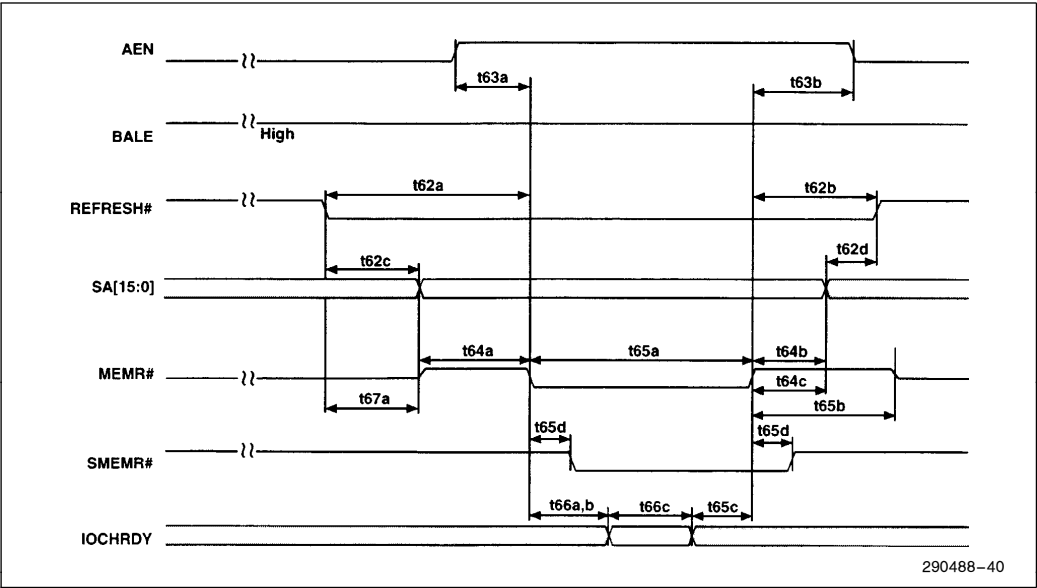 AEN
t63a
t63b
BALE
High
t62a
t62b
REFRESH#
t62c
t62d
SA[15:0]
t64a
t65a
t64b
MEMR#
t67a
t64c
t65b
t65d
t65d
SMEMR#
t66a,b
t66c
t65c
IOCHRDY
290488–40